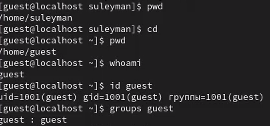 [guest@localhost suleyman]$ pwd
/home/suleyman
[guest@localhost suleyman]$ cd
[guest@localhost ~]$ pwd
/home/guest
[guest@localhost ~]$ whoami
guest
[guest@localhost ~]$ id guest
uid=1001(guest) gid=1001(guest) группы=1001(guest)
[guest@localhost ~]$ groups guest
guest : guest